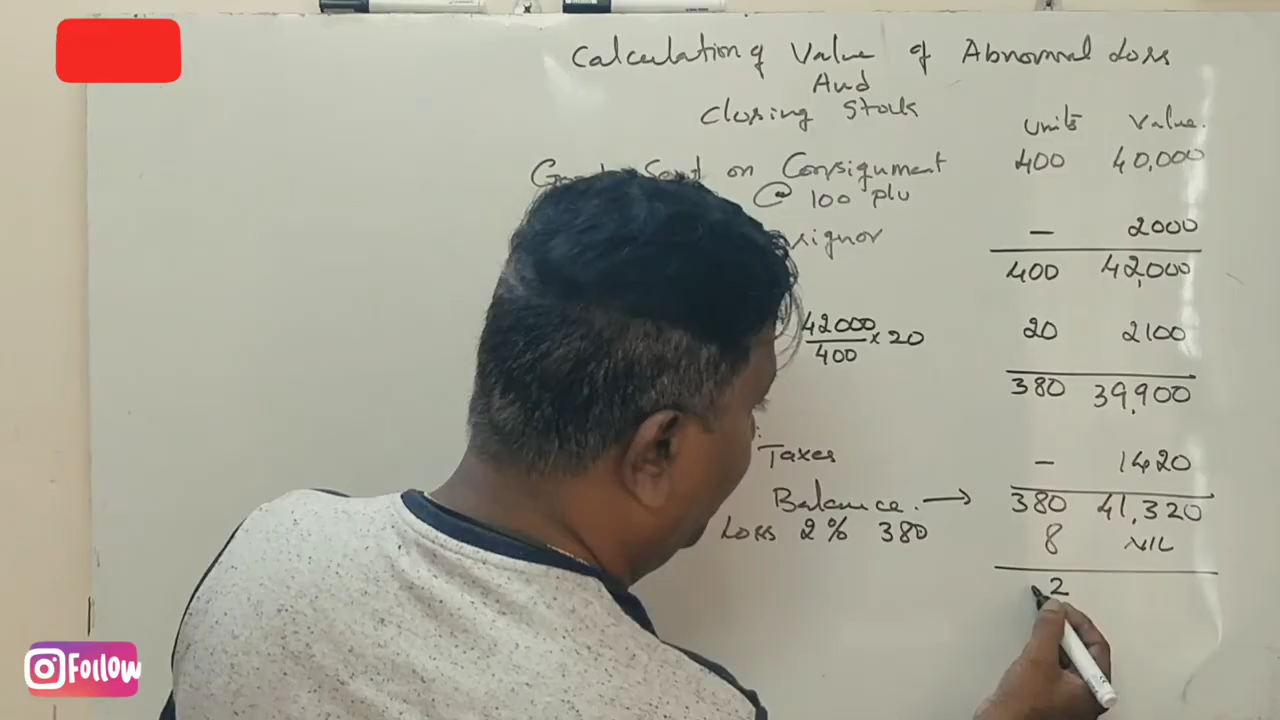 Calculation of Value of Abnormal Loss
And
Closing Stock
units Value.
on Consignment 400 40,000
@ 100 plu
— 2000
400 42,000
42000/400 × 20 20 2100
380 39,900
Taxes — 1420
Balance. → 380 41,320
Loss 2% 380 8 NIL
2
Follow